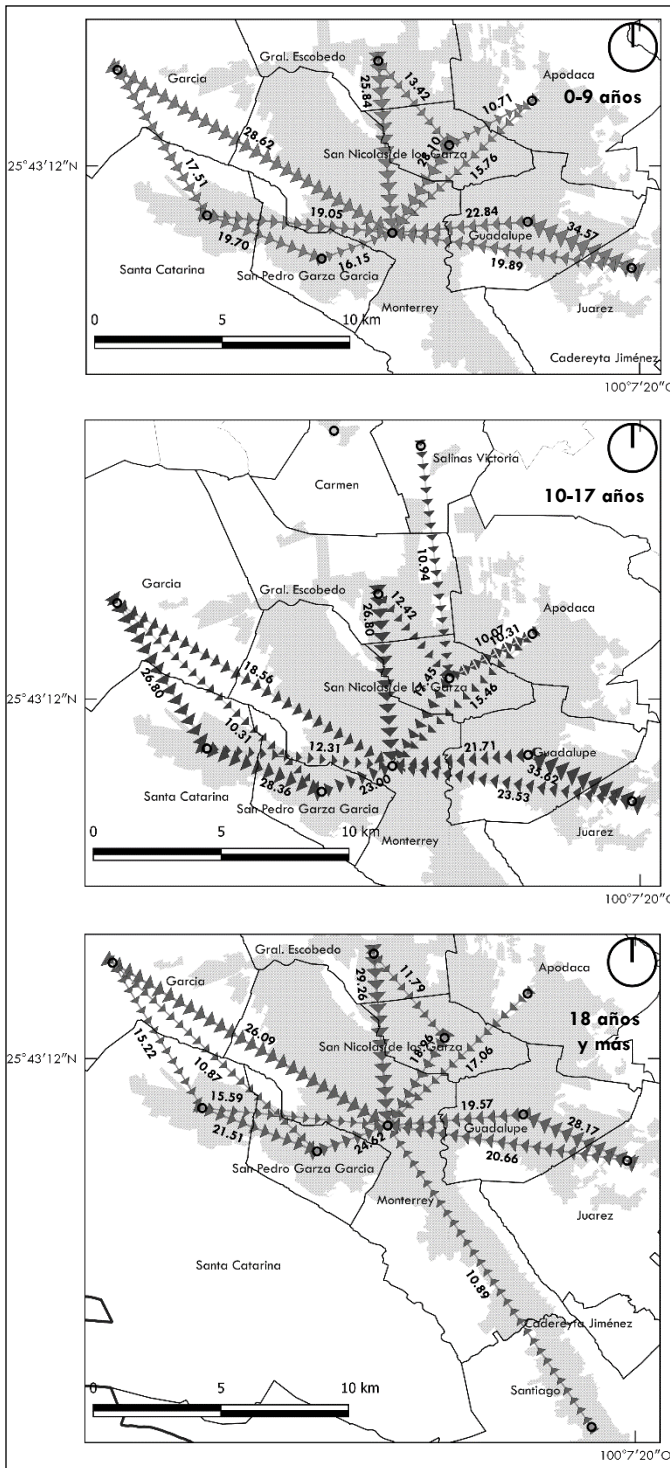 Gral. Escobedo
Garcia
Apodaca
0-9 años
25.84
13.42
10.71
28.62
San Nicolas de los Garza
15.76
25°43'12"N
17.51
19.05
22.84
34.57
Guadalupe
19.70
16.15
19.89
Santa Catarina
San Pedro Garza Garcia
Monterrey
Juarez
0 5 10 km
Cadereyta Jiménez
100°7'20"O
Salinas Victoria
Carmen
10-17 años
10.94
Garcia
Gral. Escobedo
Apodaca
26.80
12.42
10.07
10.31
18.56
San Nicolas de los Garza
15.46
25°43'12"N
26.80
10.31
12.31
21.71
Guadalupe
35.62
28.36
23.00
23.53
Santa Catarina
San Pedro Garza Garcia
Monterrey
Juarez
0 5 10 km
100°7'20"O
Gral. Escobedo
Garcia
Apodaca
29.26
11.79
18 años
y más
26.09
San Nicolas de los Garza
18.96
17.06
25°43'12"N
15.22
10.87
15.59
19.57
28.17
Guadalupe
21.51
24.62
20.66
San Pedro Garza Garcia
Monterrey
Juarez
Santa Catarina
10.89
Cadereyta Jiménez
0 5 10 km
Santiago
100°7'20"O